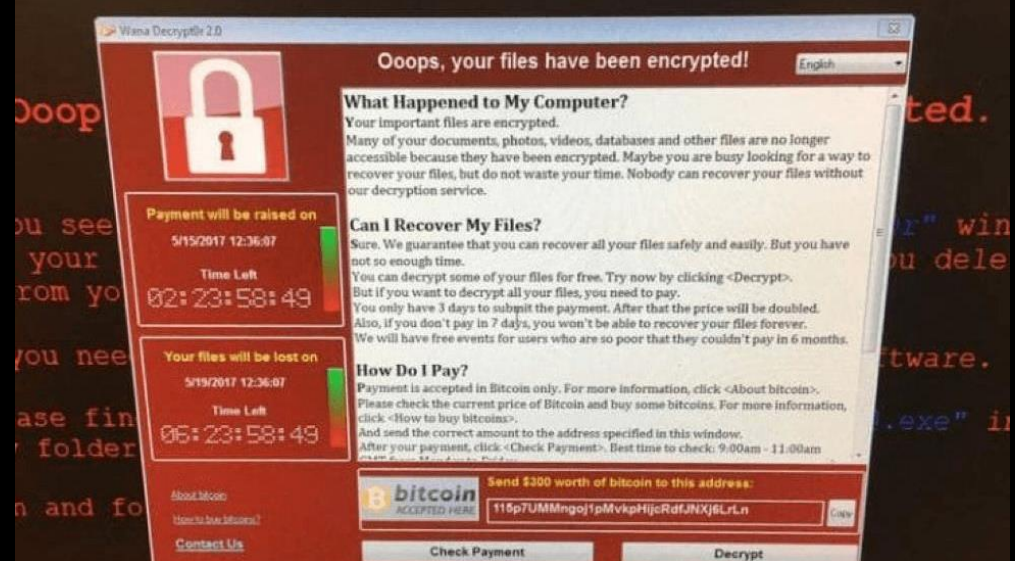 Wana Decrypt0r 2.0
Ooops, your files have been encrypted!
English
What Happened to My Computer?
Your important files are encrypted.
Many of your documents, photos, videos, databases and other files are no longer
accessible because they have been encrypted. Maybe you are busy looking for a way to
recover your files, but do not waste your time. Nobody can recover your files without
our decryption service.
Can I Recover My Files?
Sure. We guarantee that you can recover all your files safely and easily. But you have
not so enough time.
You can decrypt some of your files for free. Try now by clicking <Decrypt>.
But if you want to decrypt all your files, you need to pay.
You only have 3 days to submit the payment. After that the price will be doubled.
Also, if you don't pay in 7 days, you won't be able to recover your files forever.
We will have free events for users who are so poor that they couldn't pay in 6 months.
How Do I Pay?
Payment is accepted in Bitcoin only. For more information, click <About bitcoin>.
Please check the current price of Bitcoin and buy some bitcoins. For more information,
click <How to buy bitcoins>.
And send the correct amount to the address specified in this window.
After your payment, click <Check Payment>. Best time to check: 9:00am - 11:00am
Payment will be raised on
5/15/2017 12:36:07
Time Left
02:23:58:49
Your files will be lost on
5/19/2017 12:36:07
Time Left
06:23:58:49
About bitcoin
How to buy bitcoins?
Contact Us
bitcoin
ACCEPTED HERE
Send $300 worth of bitcoin to this address:
115p7UMMngoj1pMvkpHijcRdfJNXj6LrLn
Copy
Check Payment
Decrypt
Ooop
ted.
ou see
r" win
your
ou dele
rom yo
you nee
tware.
ase fin
.exe" in
folder
n and fo